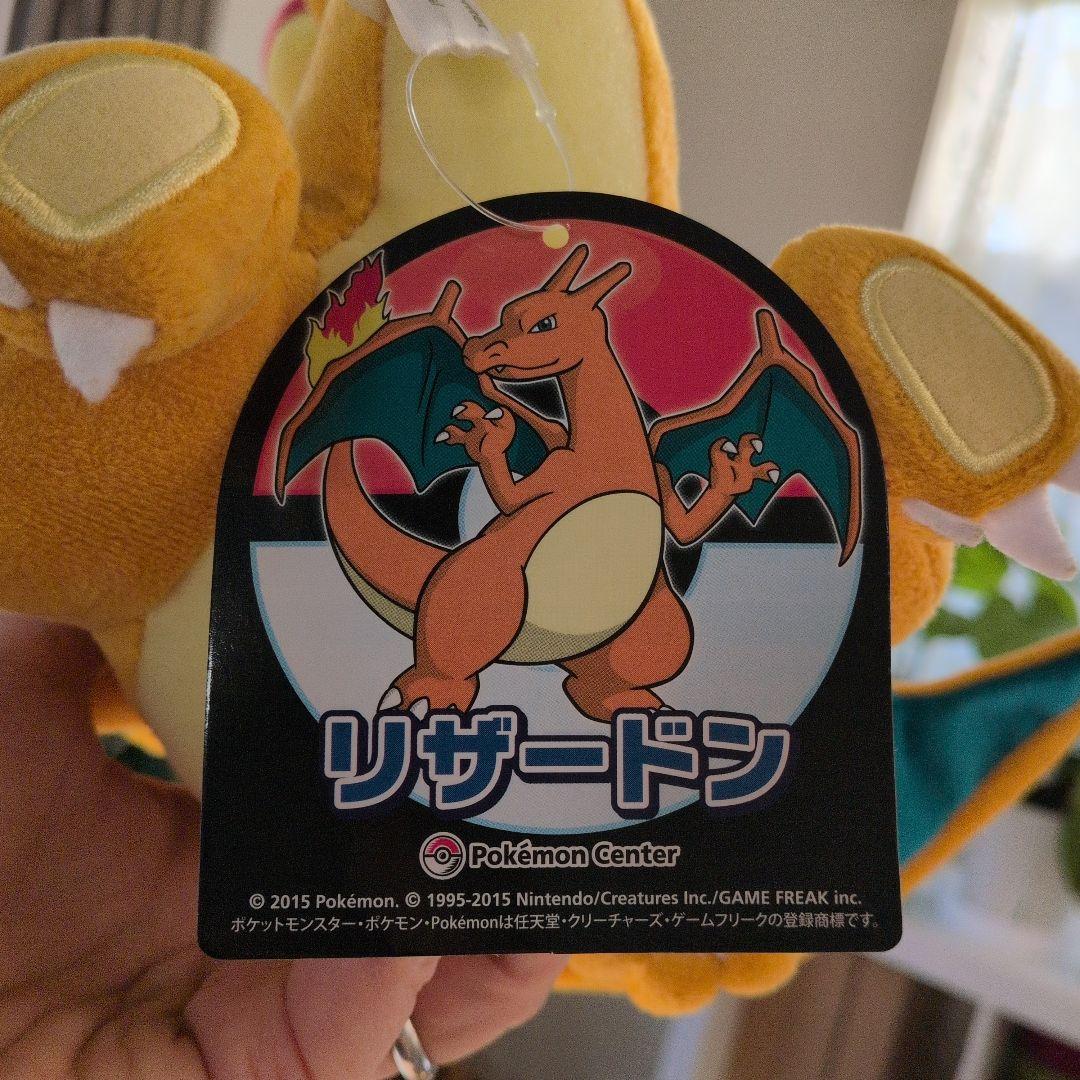 リザードン
Pokémon Center
© 2015 Pokémon. © 1995-2015 Nintendo/Creatures Inc./GAME FREAK inc.
ポケットモンスター・ポケモン・Pokémonは任天堂・クリーチャーズ・ゲームフリークの登録商標です。